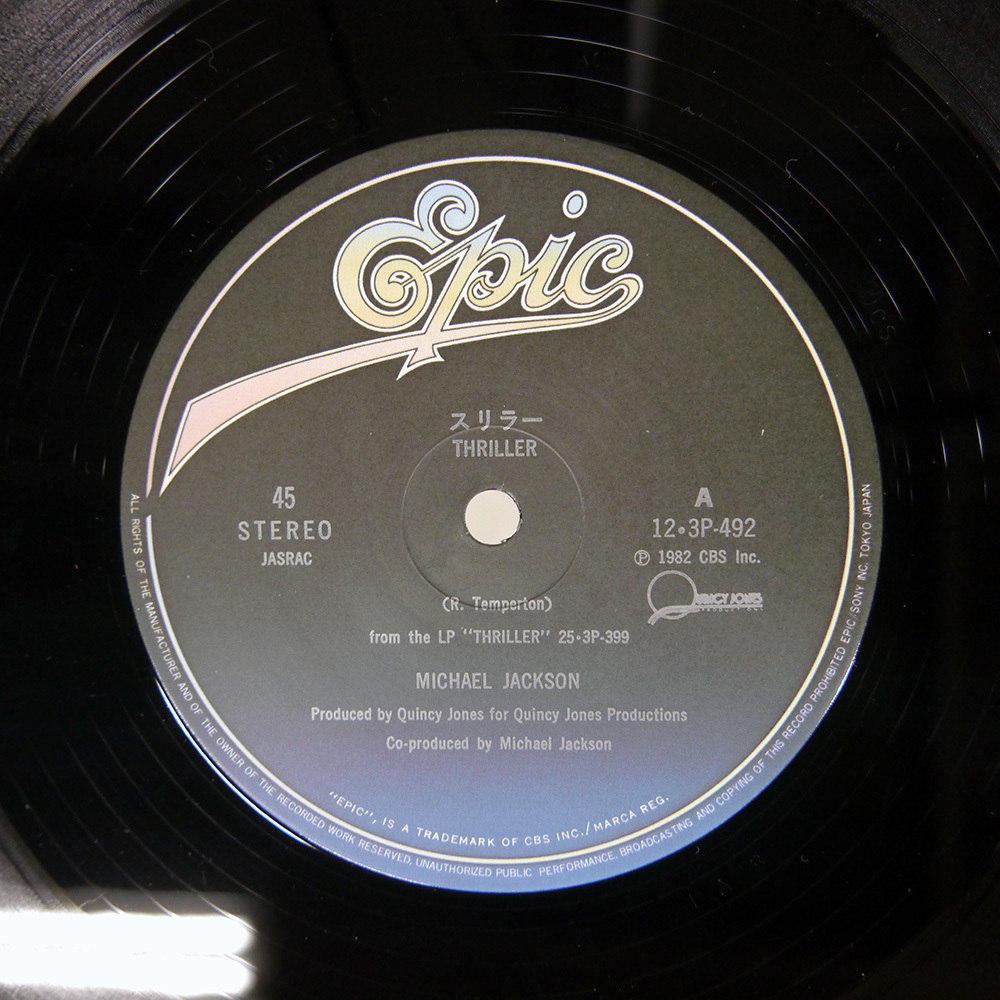 Epic
スリラー
THRILLER
45
STEREO
JASRAC
A
12•3P-492
Ⓟ 1982 CBS Inc.
QUINCY JONES
(R. Temperton)
from the LP "THRILLER" 25•3P-399
MICHAEL JACKSON
Produced by Quincy Jones for Quincy Jones Productions
Co-produced by Michael Jackson
"EPIC", IS A TRADEMARK OF CBS INC./MARCA REG.
ALL RIGHTS OF THE MANUFACTURER AND OF THE OWNER OF THE RECORDED WORK RESERVED, UNAUTHORIZED PUBLIC PERFORMANCE, BROADCASTING AND COPYING OF THIS RECORD PROHIBITED EPIC/SONY INC. TOKYO JAPAN